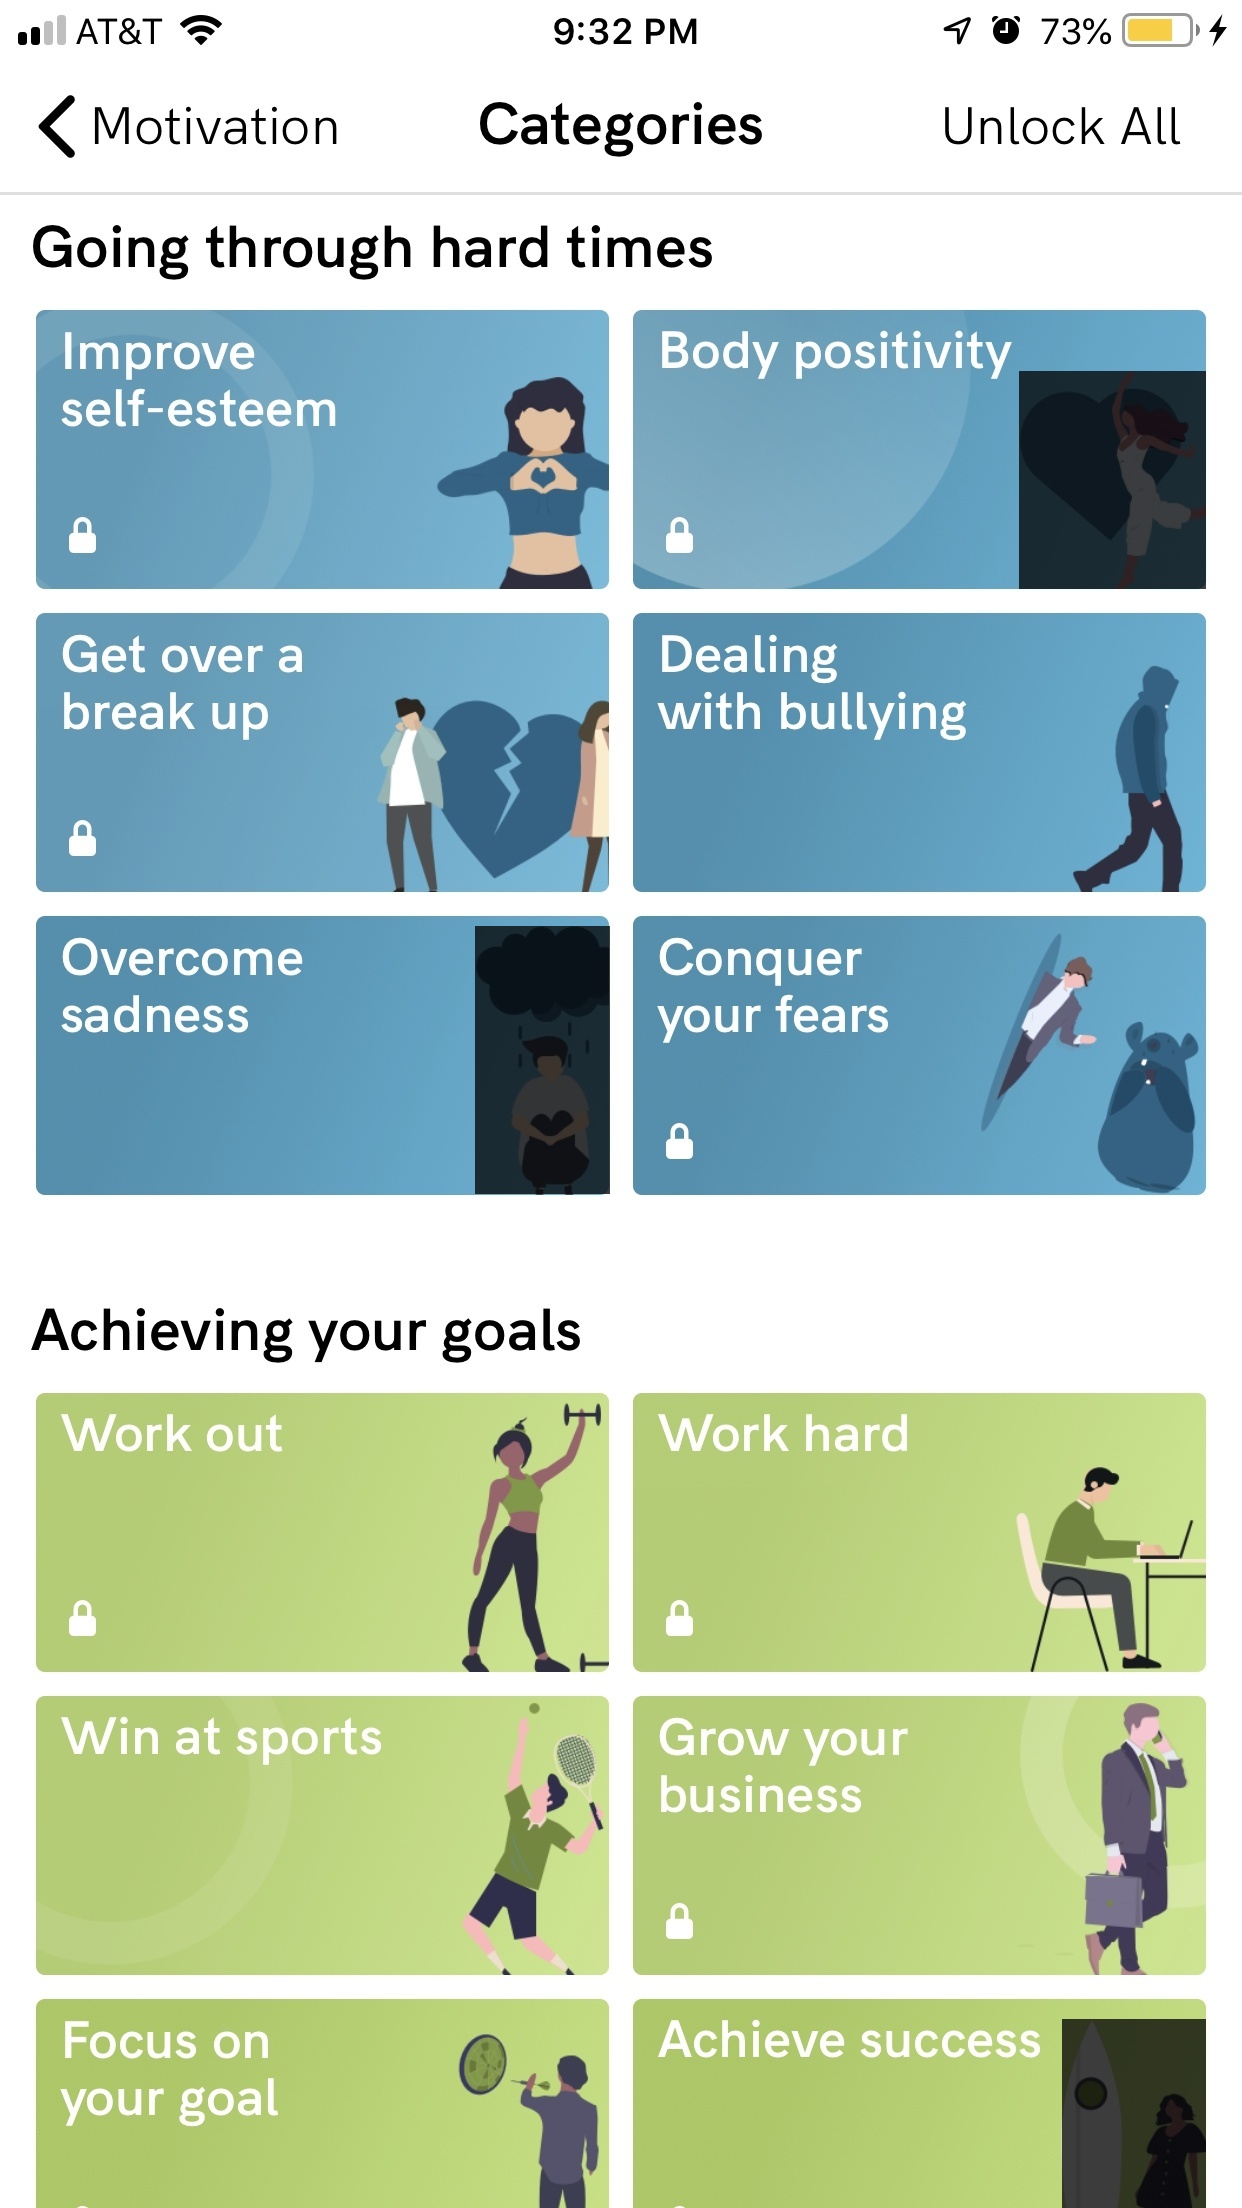 AT&T 9:32 PM 73%
Motivation Categories Unlock All
Going through hard times
Improve
self-esteem
Body positivity
Get over a
break up
Dealing
with bullying
Overcome
sadness
Conquer
your fears
Achieving your goals
Work out
Work hard
Win at sports
Grow your
business
Focus on
your goal
Achieve success